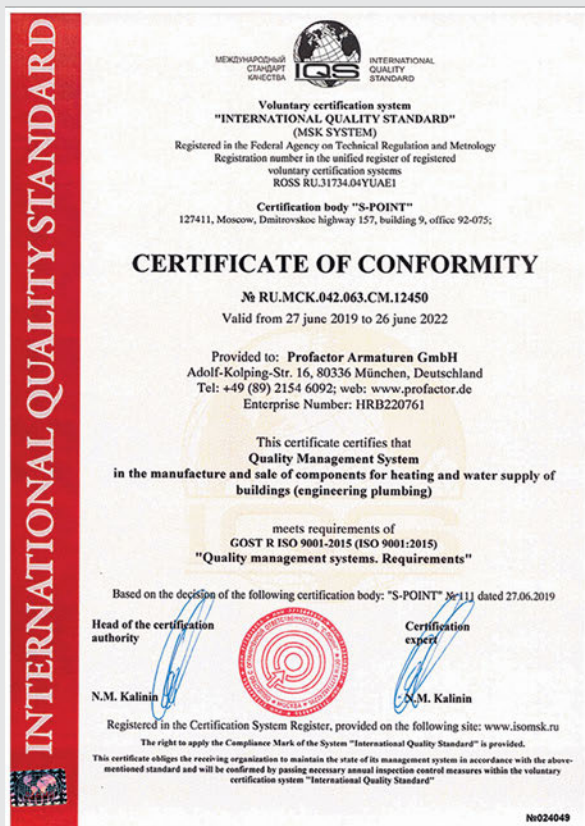 INTERNATIONAL QUALITY STANDARD
МЕЖДУНАРОДНЫЙ
СТАНДАРТ
КАЧЕСТВА
IQS
INTERNATIONAL
QUALITY
STANDARD
Voluntary certification system
"INTERNATIONAL QUALITY STANDARD"
(MSK SYSTEM)
Registered in the Federal Agency on Technical Regulation and Metrology
Registration number in the unified register of registered
voluntary certification systems
ROSS RU.31734.04YUAE1
Certification body "S-POINT"
127411, Moscow, Dmitrovskoe highway 157, building 9, office 92-075;
CERTIFICATE OF CONFORMITY
№ RU.MCK.042.063.CM.12450
Valid from 27 june 2019 to 26 june 2022
Provided to: Profactor Armaturen GmbH
Adolf-Kolping-Str. 16, 80336 München, Deutschland
Tel: +49 (89) 2154 6092; web: www.profactor.de
Enterprise Number: HRB220761
This certificate certifies that
Quality Management System
in the manufacture and sale of components for heating and water supply of
buildings (engineering plumbing)
meets requirements of
GOST R ISO 9001-2015 (ISO 9001:2015)
"Quality management systems. Requirements"
Based on the decision of the following certification body: "S-POINT" № 111 dated 27.06.2019
Head of the certification
authority
Certification
expert
МОСКВА
N.M. Kalinin
N.M. Kalinin
Registered in the Certification System Register, provided on the following site: www.isomsk.ru
The right to apply the Compliance Mark of the System "International Quality Standard" is provided.
This certificate obliges the receiving organization to maintain the state of its management system in accordance with the above-
mentioned standard and will be confirmed by passing necessary annual inspection control measures within the voluntary
certification system "International Quality Standard"
№024049